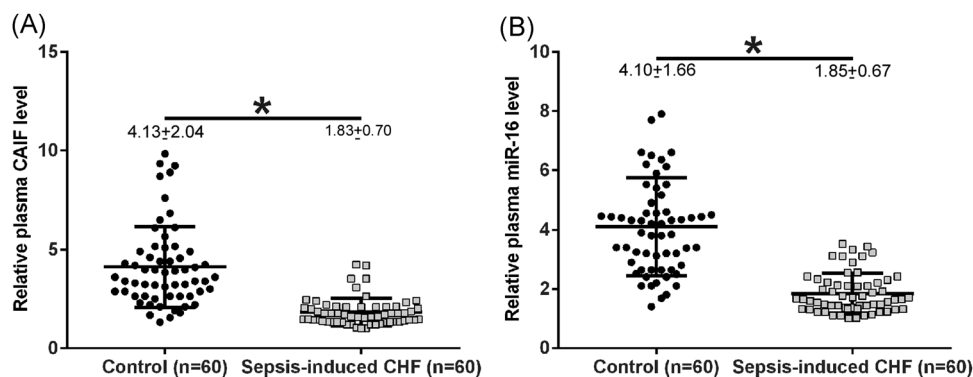 (A)
Relative plasma CAIF level
15
10
5
0
*
4.13±2.04
1.83±0.70
Control (n=60)
Sepsis-induced CHF (n=60)
(B)
Relative plasma miR-16 level
10
8
6
4
2
0
*
4.10±1.66
1.85±0.67
Control (n=60)
Sepsis-induced CHF (n=60)